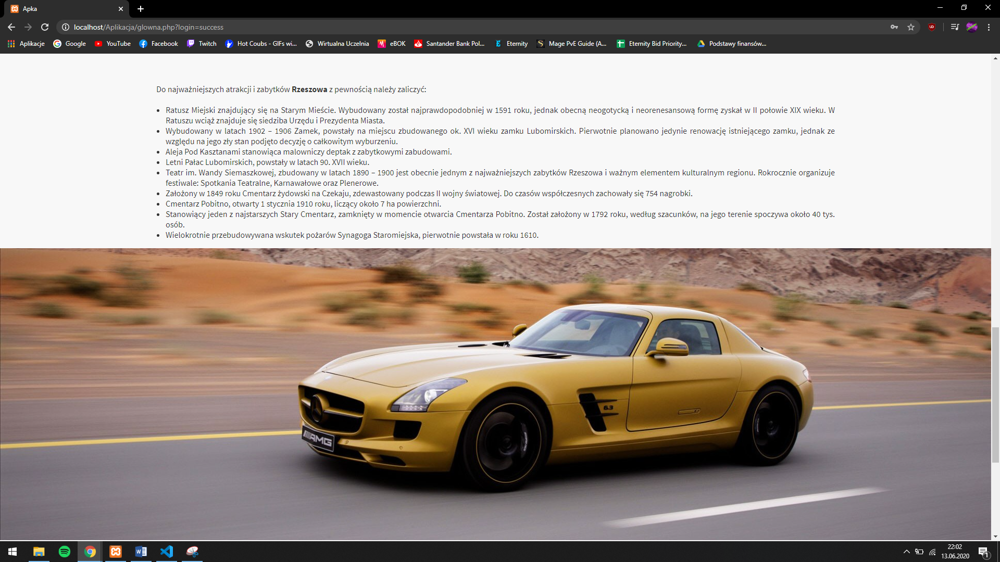 Apka
localhost/Aplikacja/glowna.php?login=success
Aplikacje Google YouTube Facebook Twitch Hot Coubs - GIFs wi... Wirtualna Uczelnia eBOK Santander Bank Pol... Eternity Mage PvE Guide (A... Eternity Bid Priority... Podstawy finansów...
Do najważniejszych atrakcji i zabytków Rzeszowa z pewnością należy zaliczyć:
Ratusz Miejski znajdujący się na Starym Mieście. Wybudowany został najprawdopodobniej w 1591 roku, jednak obecną neogotycką i neorenesansową formę zyskał w II połowie XIX wieku. W
Ratuszu wciąż znajduje się siedziba Urzędu i Prezydenta Miasta.
Wybudowany w latach 1902 – 1906 Zamek, powstały na miejscu zbudowanego ok. XVI wieku zamku Lubomirskich. Pierwotnie planowano jedynie renowację istniejącego zamku, jednak ze
względu na jego zły stan podjęto decyzję o całkowitym wyburzeniu.
Aleja Pod Kasztanami stanowiąca malowniczy deptak z zabytkowymi zabudowami.
Letni Pałac Lubomirskich, powstały w latach 90. XVII wieku.
Teatr im. Wandy Siemaszkowej, zbudowany w latach 1890 – 1900 jest obecnie jednym z najważniejszych zabytków Rzeszowa i ważnym elementem kulturalnym regionu. Rokrocznie organizuje
festiwale: Spotkania Teatralne, Karnawałowe oraz Plenerowe.
Założony w 1849 roku Cmentarz żydowski na Czekaju, zdewastowany podczas II wojny światowej. Do czasów współczesnych zachowały się 754 nagrobki.
Cmentarz Pobitno, otwarty 1 stycznia 1910 roku, liczący około 7 ha powierzchni.
Stanowiący jeden z najstarszych Stary Cmentarz, zamknięty w momencie otwarcia Cmentarza Pobitno. Został założony w 1792 roku, według szacunków, na jego terenie spoczywa około 40 tys.
osób.
Wielokrotnie przebudowywana wskutek pożarów Synagoga Staromiejska, pierwotnie powstała w roku 1610.
6.3
AMG
22:02
13.06.2020
1